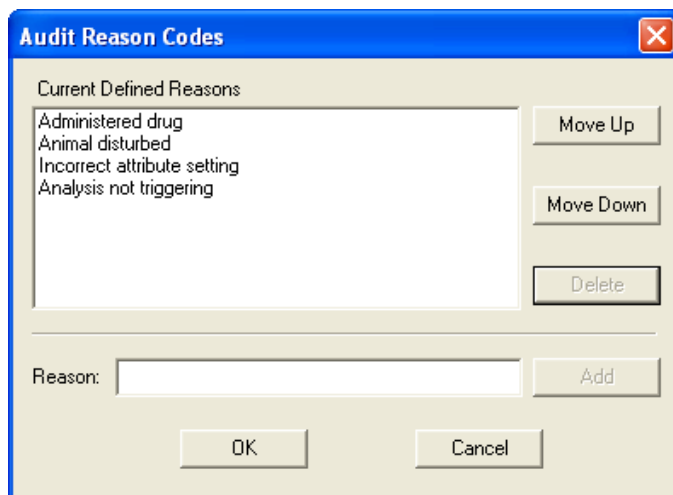 Audit Reason Codes
Current Defined Reasons
Administered drug
Animal disturbed
Incorrect attribute setting
Analysis not triggering
Move Up
Move Down
Delete
Reason:
Add
OK
Cancel